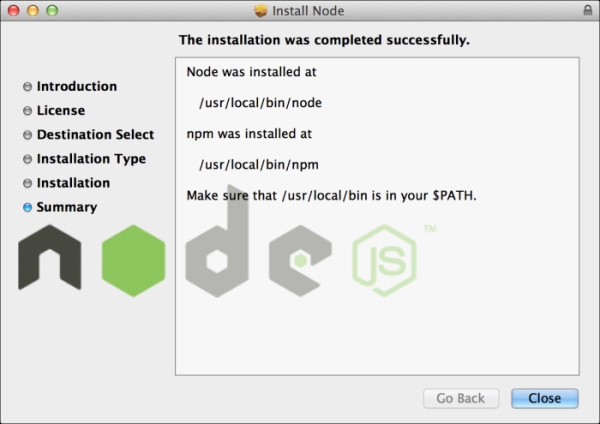 Install Node
The installation was completed successfully.
Introduction
License
Destination Select
Installation Type
Installation
Summary
Node was installed at
/usr/local/bin/node
npm was installed at
/usr/local/bin/npm
Make sure that /usr/local/bin is in your $PATH.
node
JS
TM
Go Back
Close